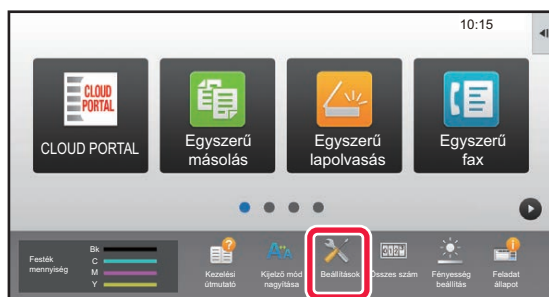 10:15
CLOUD
PORTAL
CLOUD PORTAL
Egyszerű
másolás
Egyszerű
lapolvasás
Egyszerű
fax
Festék
mennyiség
Bk
C
M
Y
Kezelési
útmutató
Kijelző mód
nagyítása
Beállítások
Összes szám
Fényesség
beállítás
Feladat
állapot